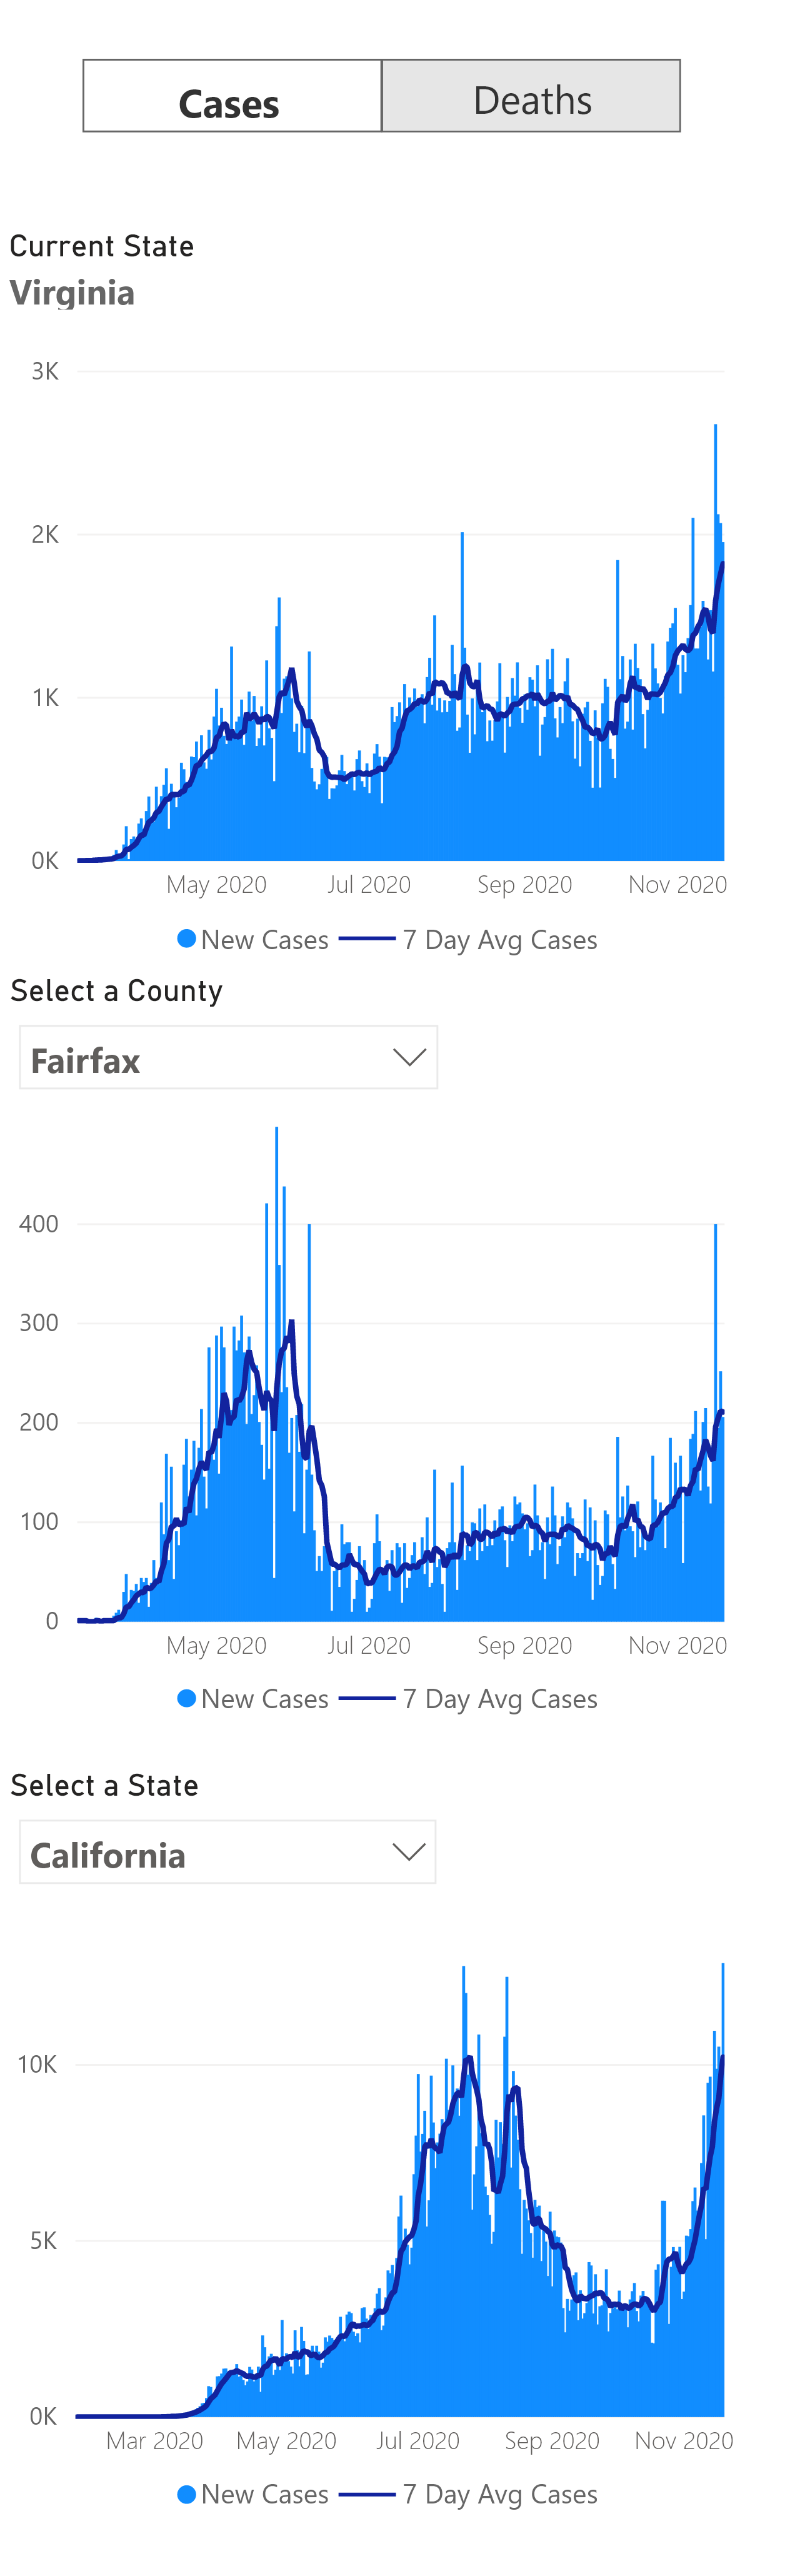 Cases Deaths
Current State
Virginia
3K
2K
1K
0K
May 2020 Jul 2020 Sep 2020 Nov 2020
New Cases 7 Day Avg Cases
Select a County
Fairfax
400
300
200
100
0
May 2020 Jul 2020 Sep 2020 Nov 2020
New Cases 7 Day Avg Cases
Select a State
California
10K
5K
0K
Mar 2020 May 2020 Jul 2020 Sep 2020 Nov 2020
New Cases 7 Day Avg Cases